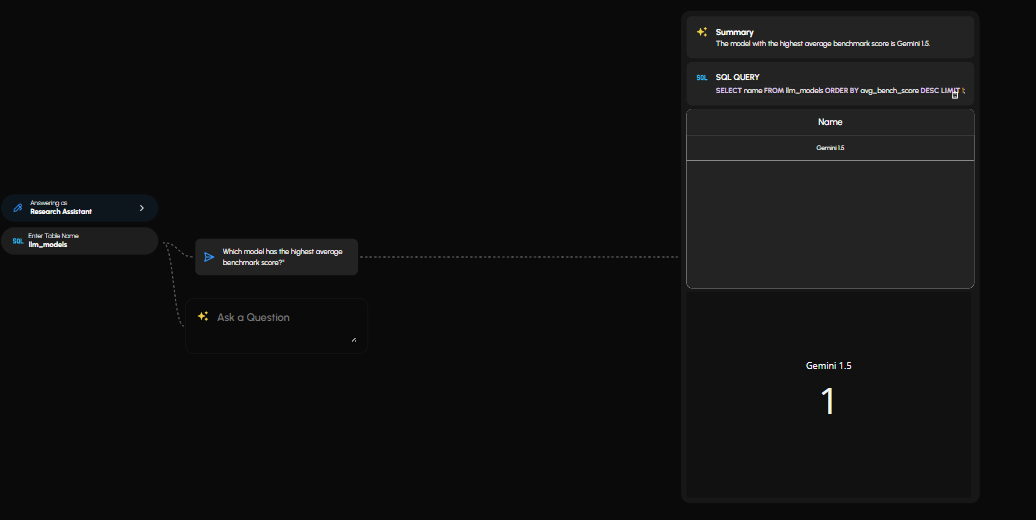 Answering as
Research Assistant
SQL
Enter Table Name
llm_models
Which model has the highest average
benchmark score?"
Ask a Question
Summary
The model with the highest average benchmark score is Gemini 1.5.
SQL
SQL QUERY
SELECT name FROM llm_models ORDER BY avg_bench_score DESC LIMIT
Name
Gemini 1.5
Gemini 1.5
1